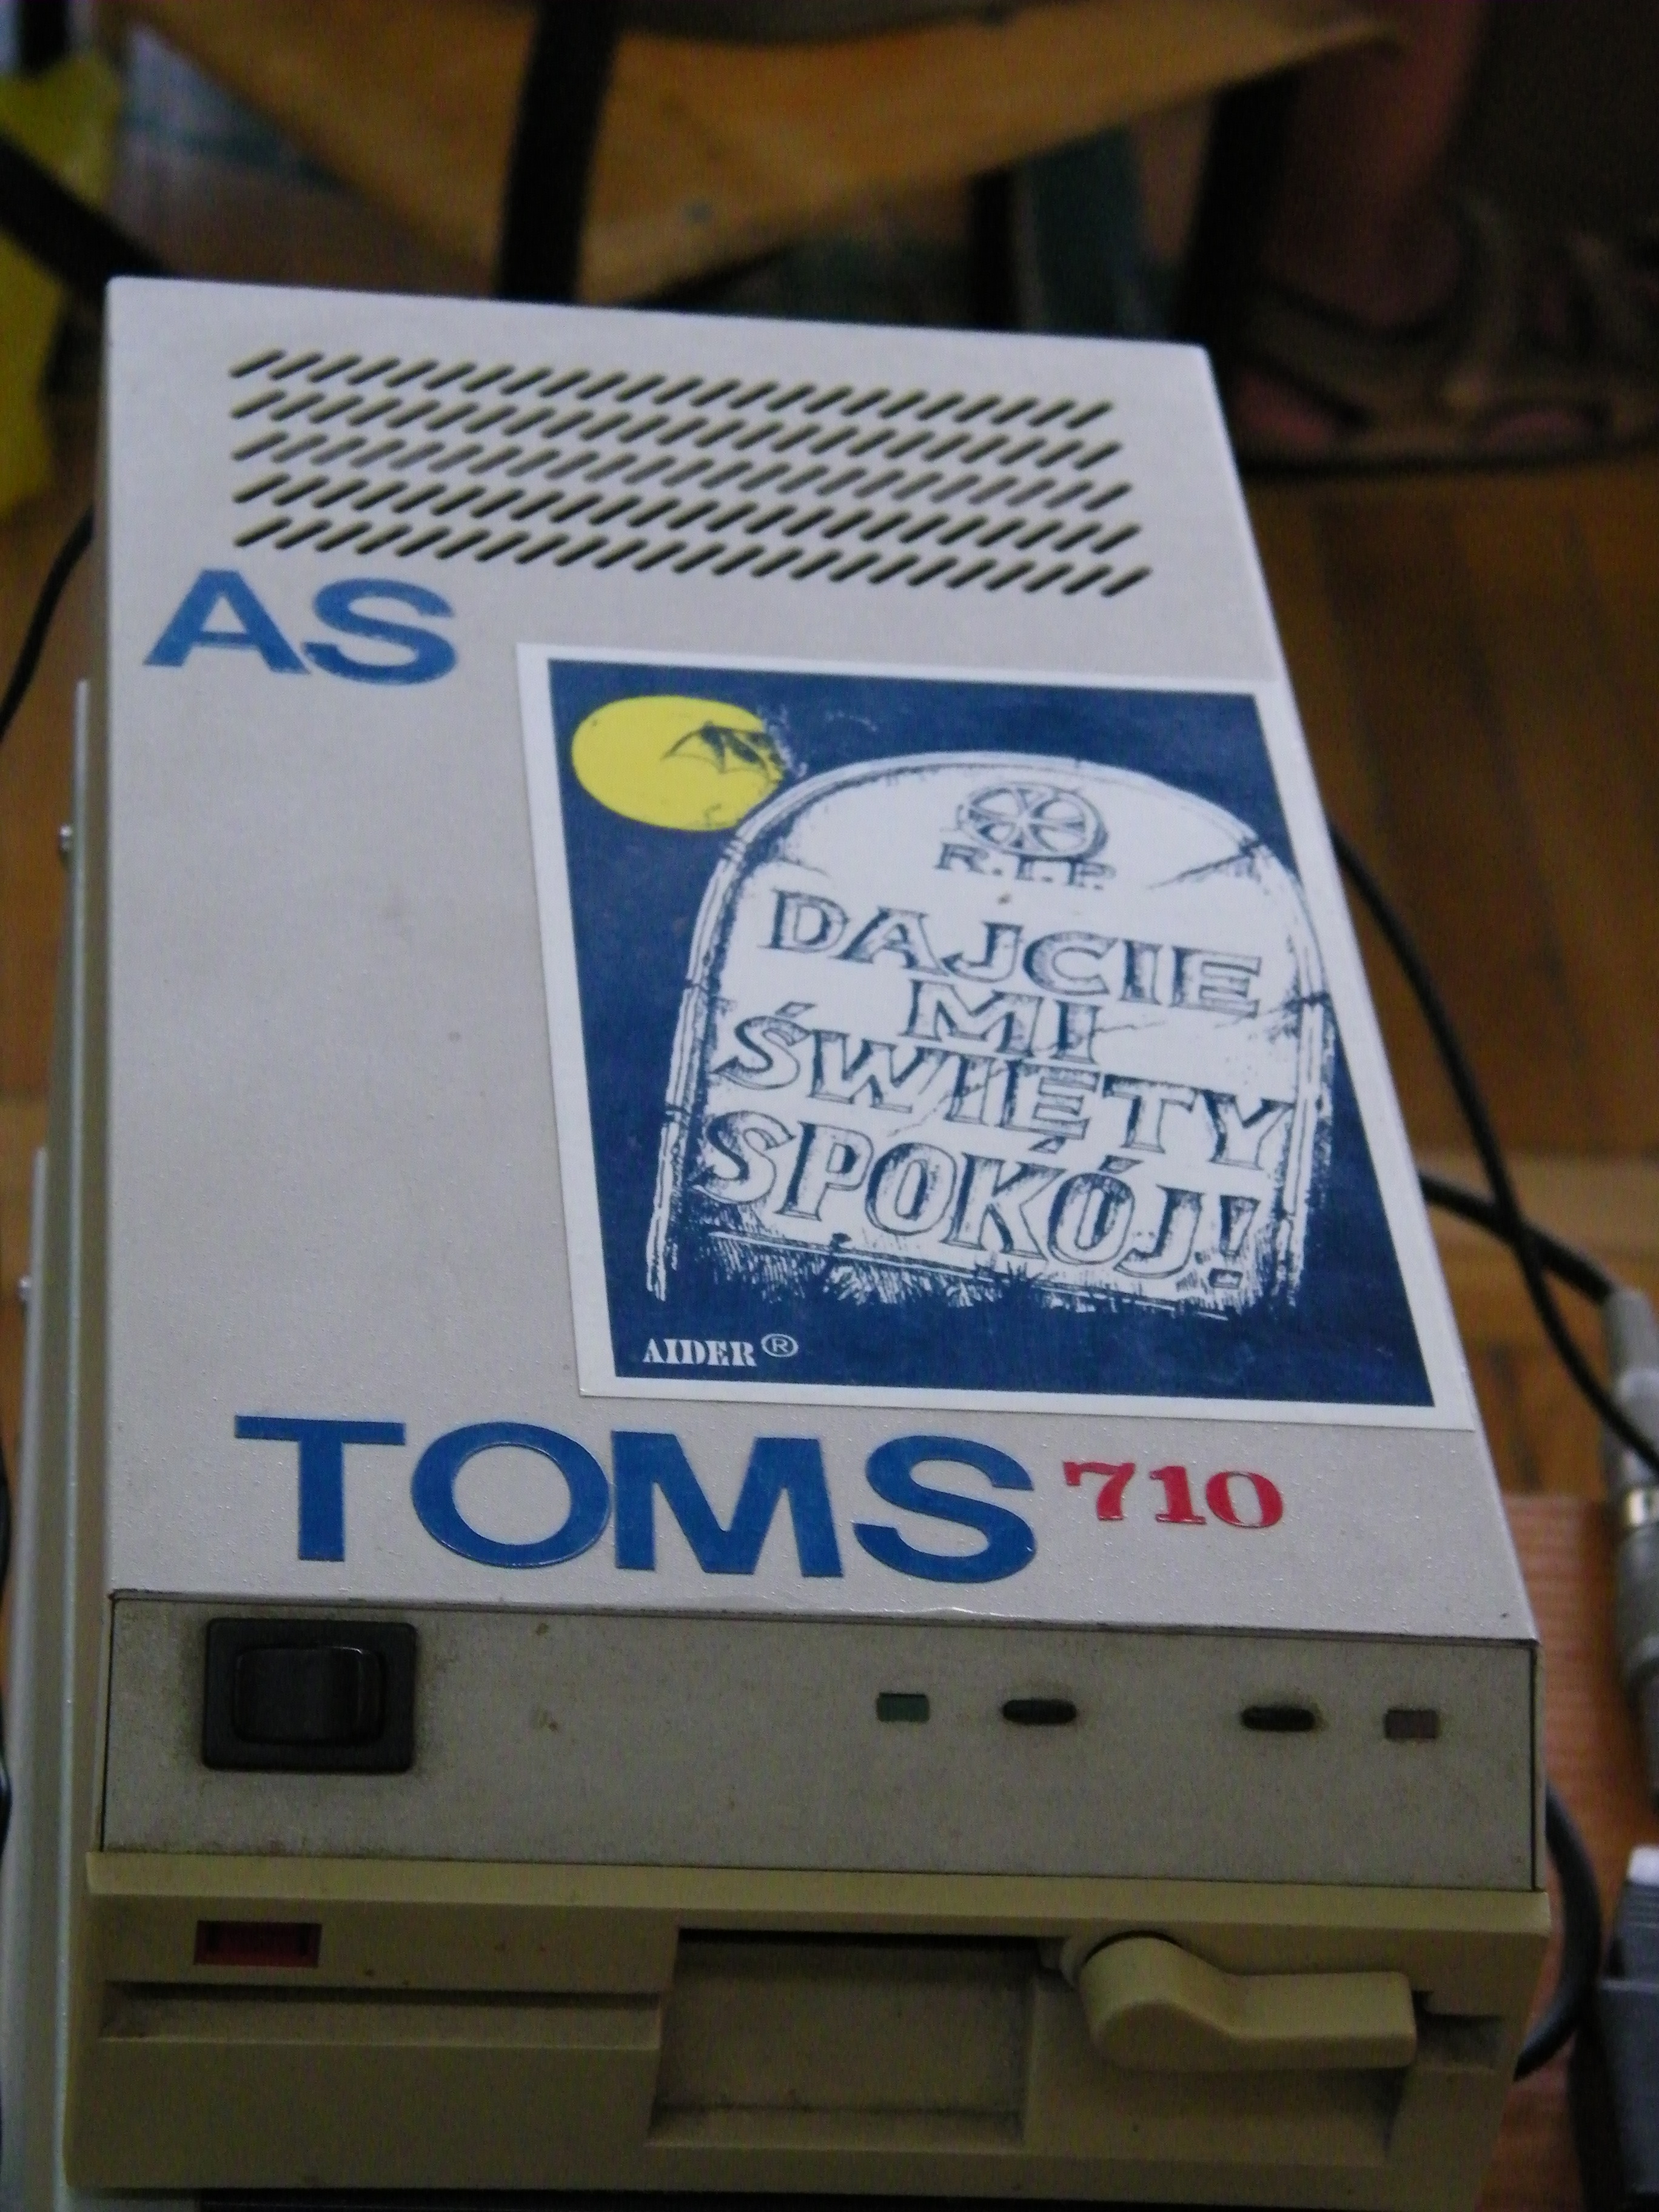 AS
R.I.P.
DAJCIE
MI
ŚWIĘTY
SPOKÓJ!
AIDER®
TOMS 710